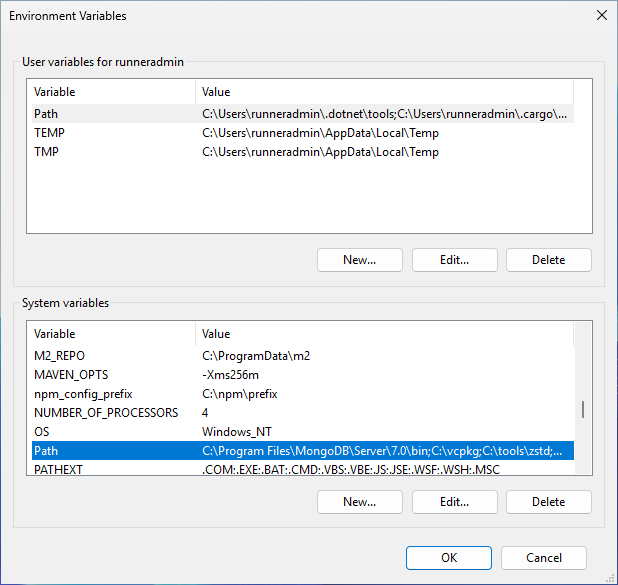 Environment Variables
User variables for runneradmin
Variable Value
Path C:\Users\runneradmin\.dotnet\tools;C:\Users\runneradmin\.cargo\...
TEMP C:\Users\runneradmin\AppData\Local\Temp
TMP C:\Users\runneradmin\AppData\Local\Temp
New... Edit... Delete
System variables
Variable Value
M2_REPO C:\ProgramData\m2
MAVEN_OPTS -Xms256m
npm_config_prefix C:\npm\prefix
NUMBER_OF_PROCESSORS 4
OS Windows_NT
Path C:\Program Files\MongoDB\Server\7.0\bin;C:\vcpkg;C:\tools\zstd;...
PATHEXT .COM;.EXE;.BAT;.CMD;.VBS;.VBE;.JS;.JSE;.WSF;.WSH;.MSC
New... Edit... Delete
OK Cancel